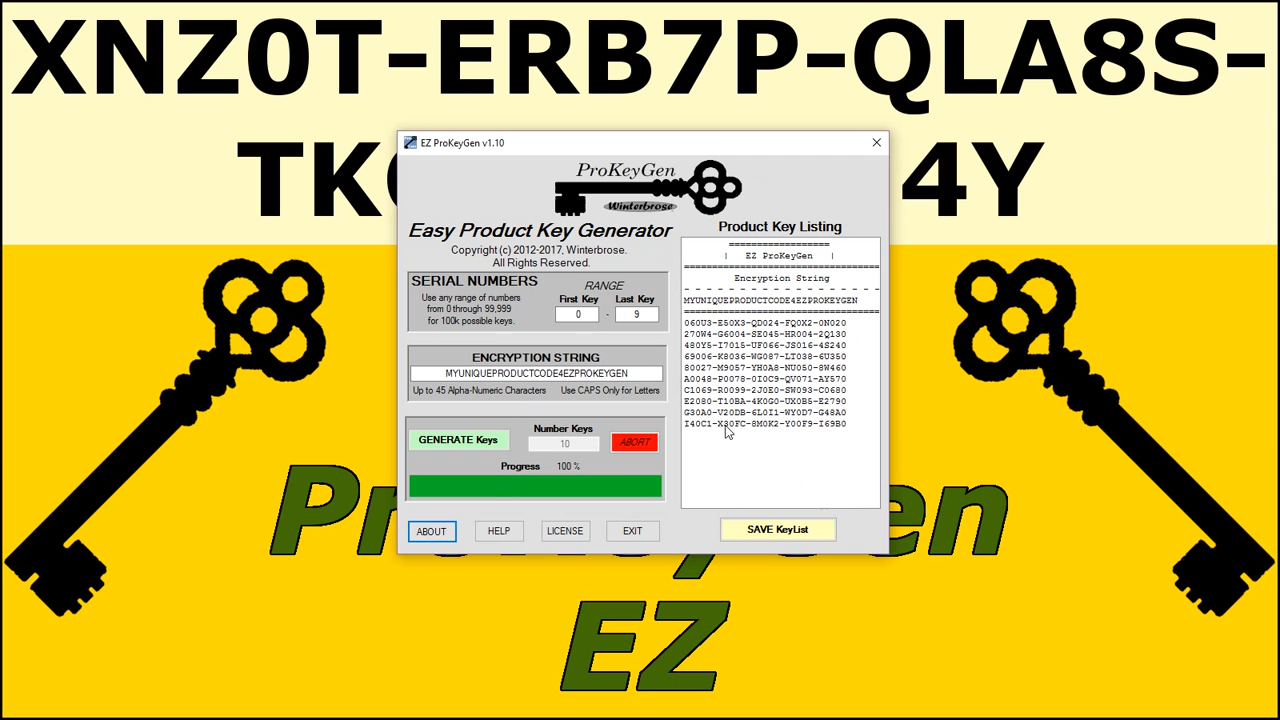 XNZ0T-ERB7P-QLA8S-
4Y
EZ ProKeyGen v1.10
ProKeyGen
Winterbrose
Easy Product Key Generator
Copyright (c) 2012-2017, Winterbrose.
All Rights Reserved.
SERIAL NUMBERS
Use any range of numbers
from 0 through 99,999
for 100k possible keys.
RANGE
First Key Last Key
0 - 9
ENCRYPTION STRING
MYUNIQUEPRODUCTCODE4EZPROKEYGEN
Up to 45 Alpha-Numeric Characters Use CAPS Only for Letters
GENERATE Keys
Number Keys
10
ABORT
Progress 100 %
ABOUT HELP LICENSE EXIT
Product Key Listing
====================
| EZ ProKeyGen |
=======================================
Encryption String
- - - - - - - - - - - - - - - - - - - -
MYUNIQUEPRODUCTCODE4EZPROKEYGEN
=======================================
060U3-E50X3-QD024-FQ0X2-0N020
270W4-G6004-SE045-HR004-2Q130
480Y5-I7015-UF066-JS016-4S240
69006-K8036-WG087-LT038-6U350
80027-M9057-YH0A8-NU050-8W460
A0048-P0078-0I0C9-QV071-AY570
C1069-R0099-2J0E0-SW093-C0680
E2080-T10BA-4K0G0-UX0B5-E2790
G30A0-V20DB-6L0I1-WY0D7-G48A0
I40C1-X30FC-8M0K2-Y00F9-I69B0
SAVE KeyList
EZ